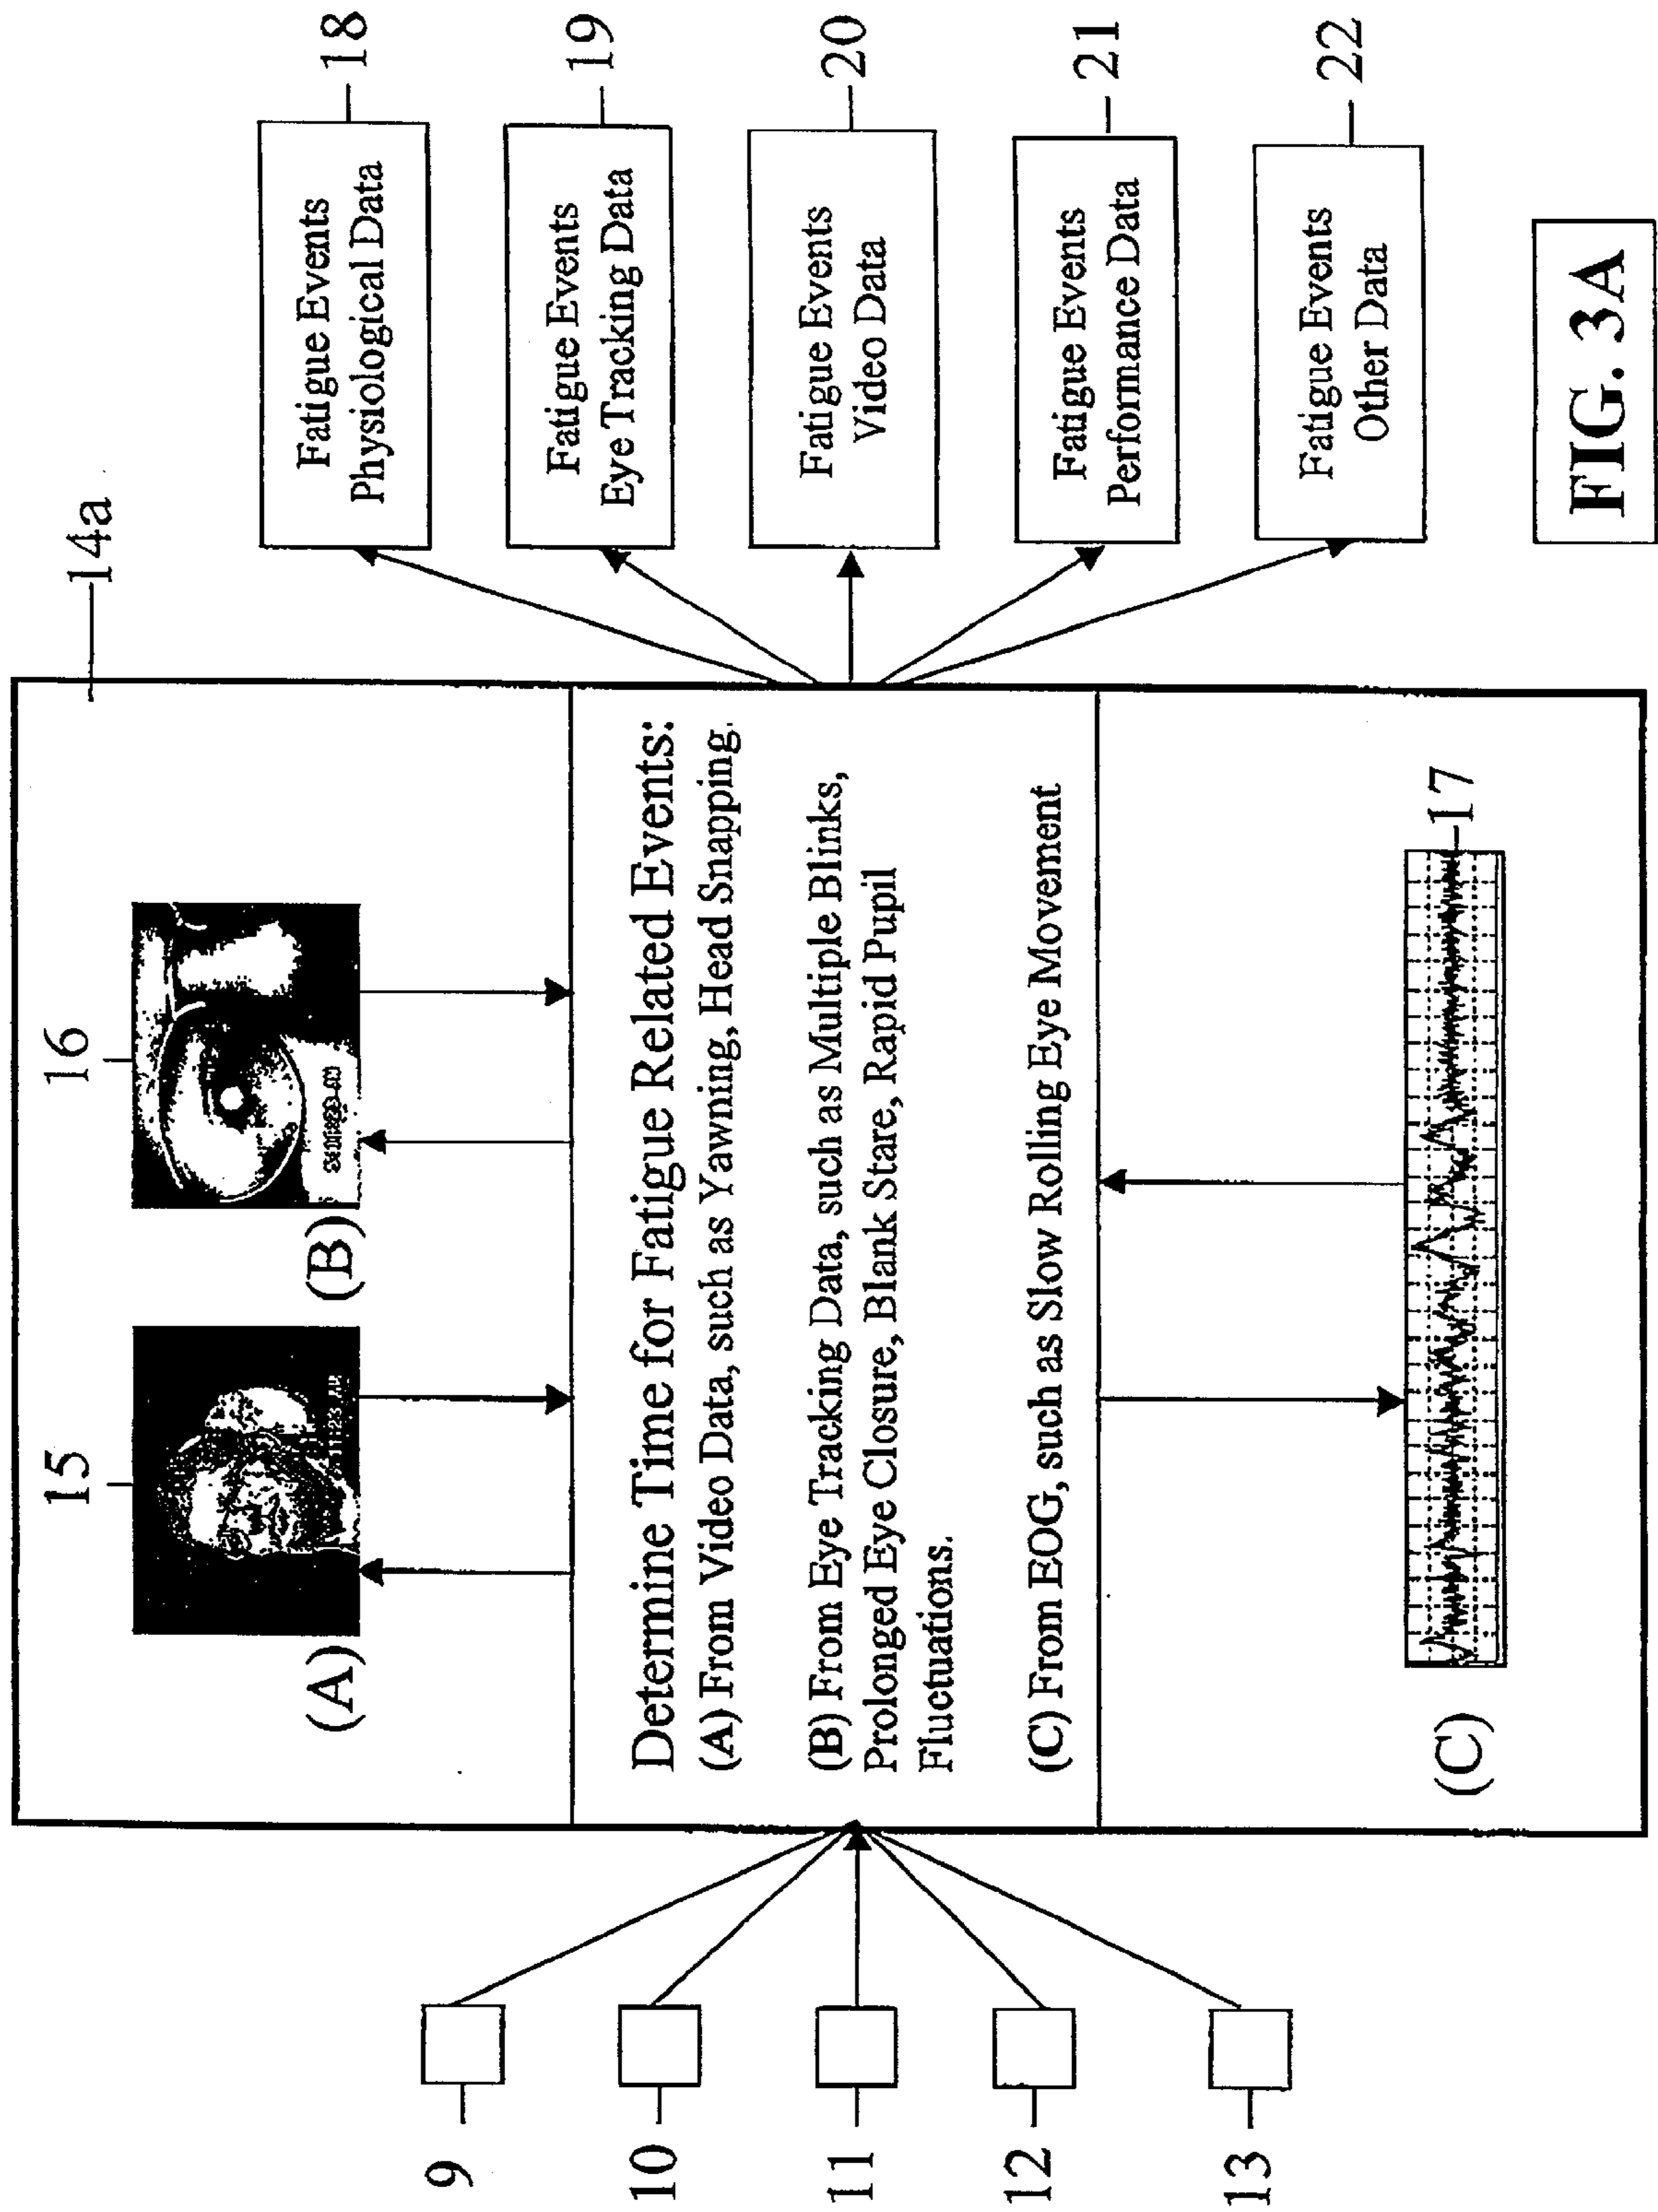 14a
15
16
(A)
(B)
Determine Time for Fatigue Related Events:
(A) From Video Data, such as Yawning, Head Snapping.
(B) From Eye Tracking Data, such as Multiple Blinks,
Prolonged Eye Closure, Blank Stare, Rapid Pupil
Fluctuations.
(C) From EOG, such as Slow Rolling Eye Movement
(C)
17
9
10
11
12
13
Fatigue Events
Physiological Data
18
Fatigue Events
Eye Tracking Data
19
Fatigue Events
Video Data
20
Fatigue Events
Performance Data
21
Fatigue Events
Other Data
22
FIG. 3A